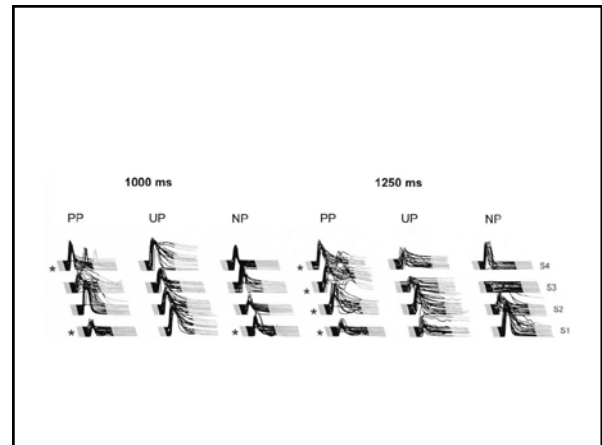 1000 ms 1250 ms
PP UP NP PP UP NP
* * S4
* S3
* S2
* * * S1